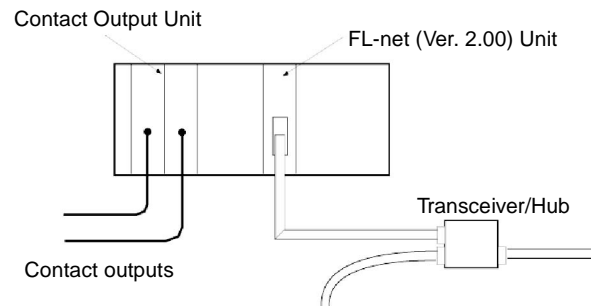 Contact Output Unit
FL-net (Ver. 2.00) Unit
Transceiver/Hub
Contact outputs